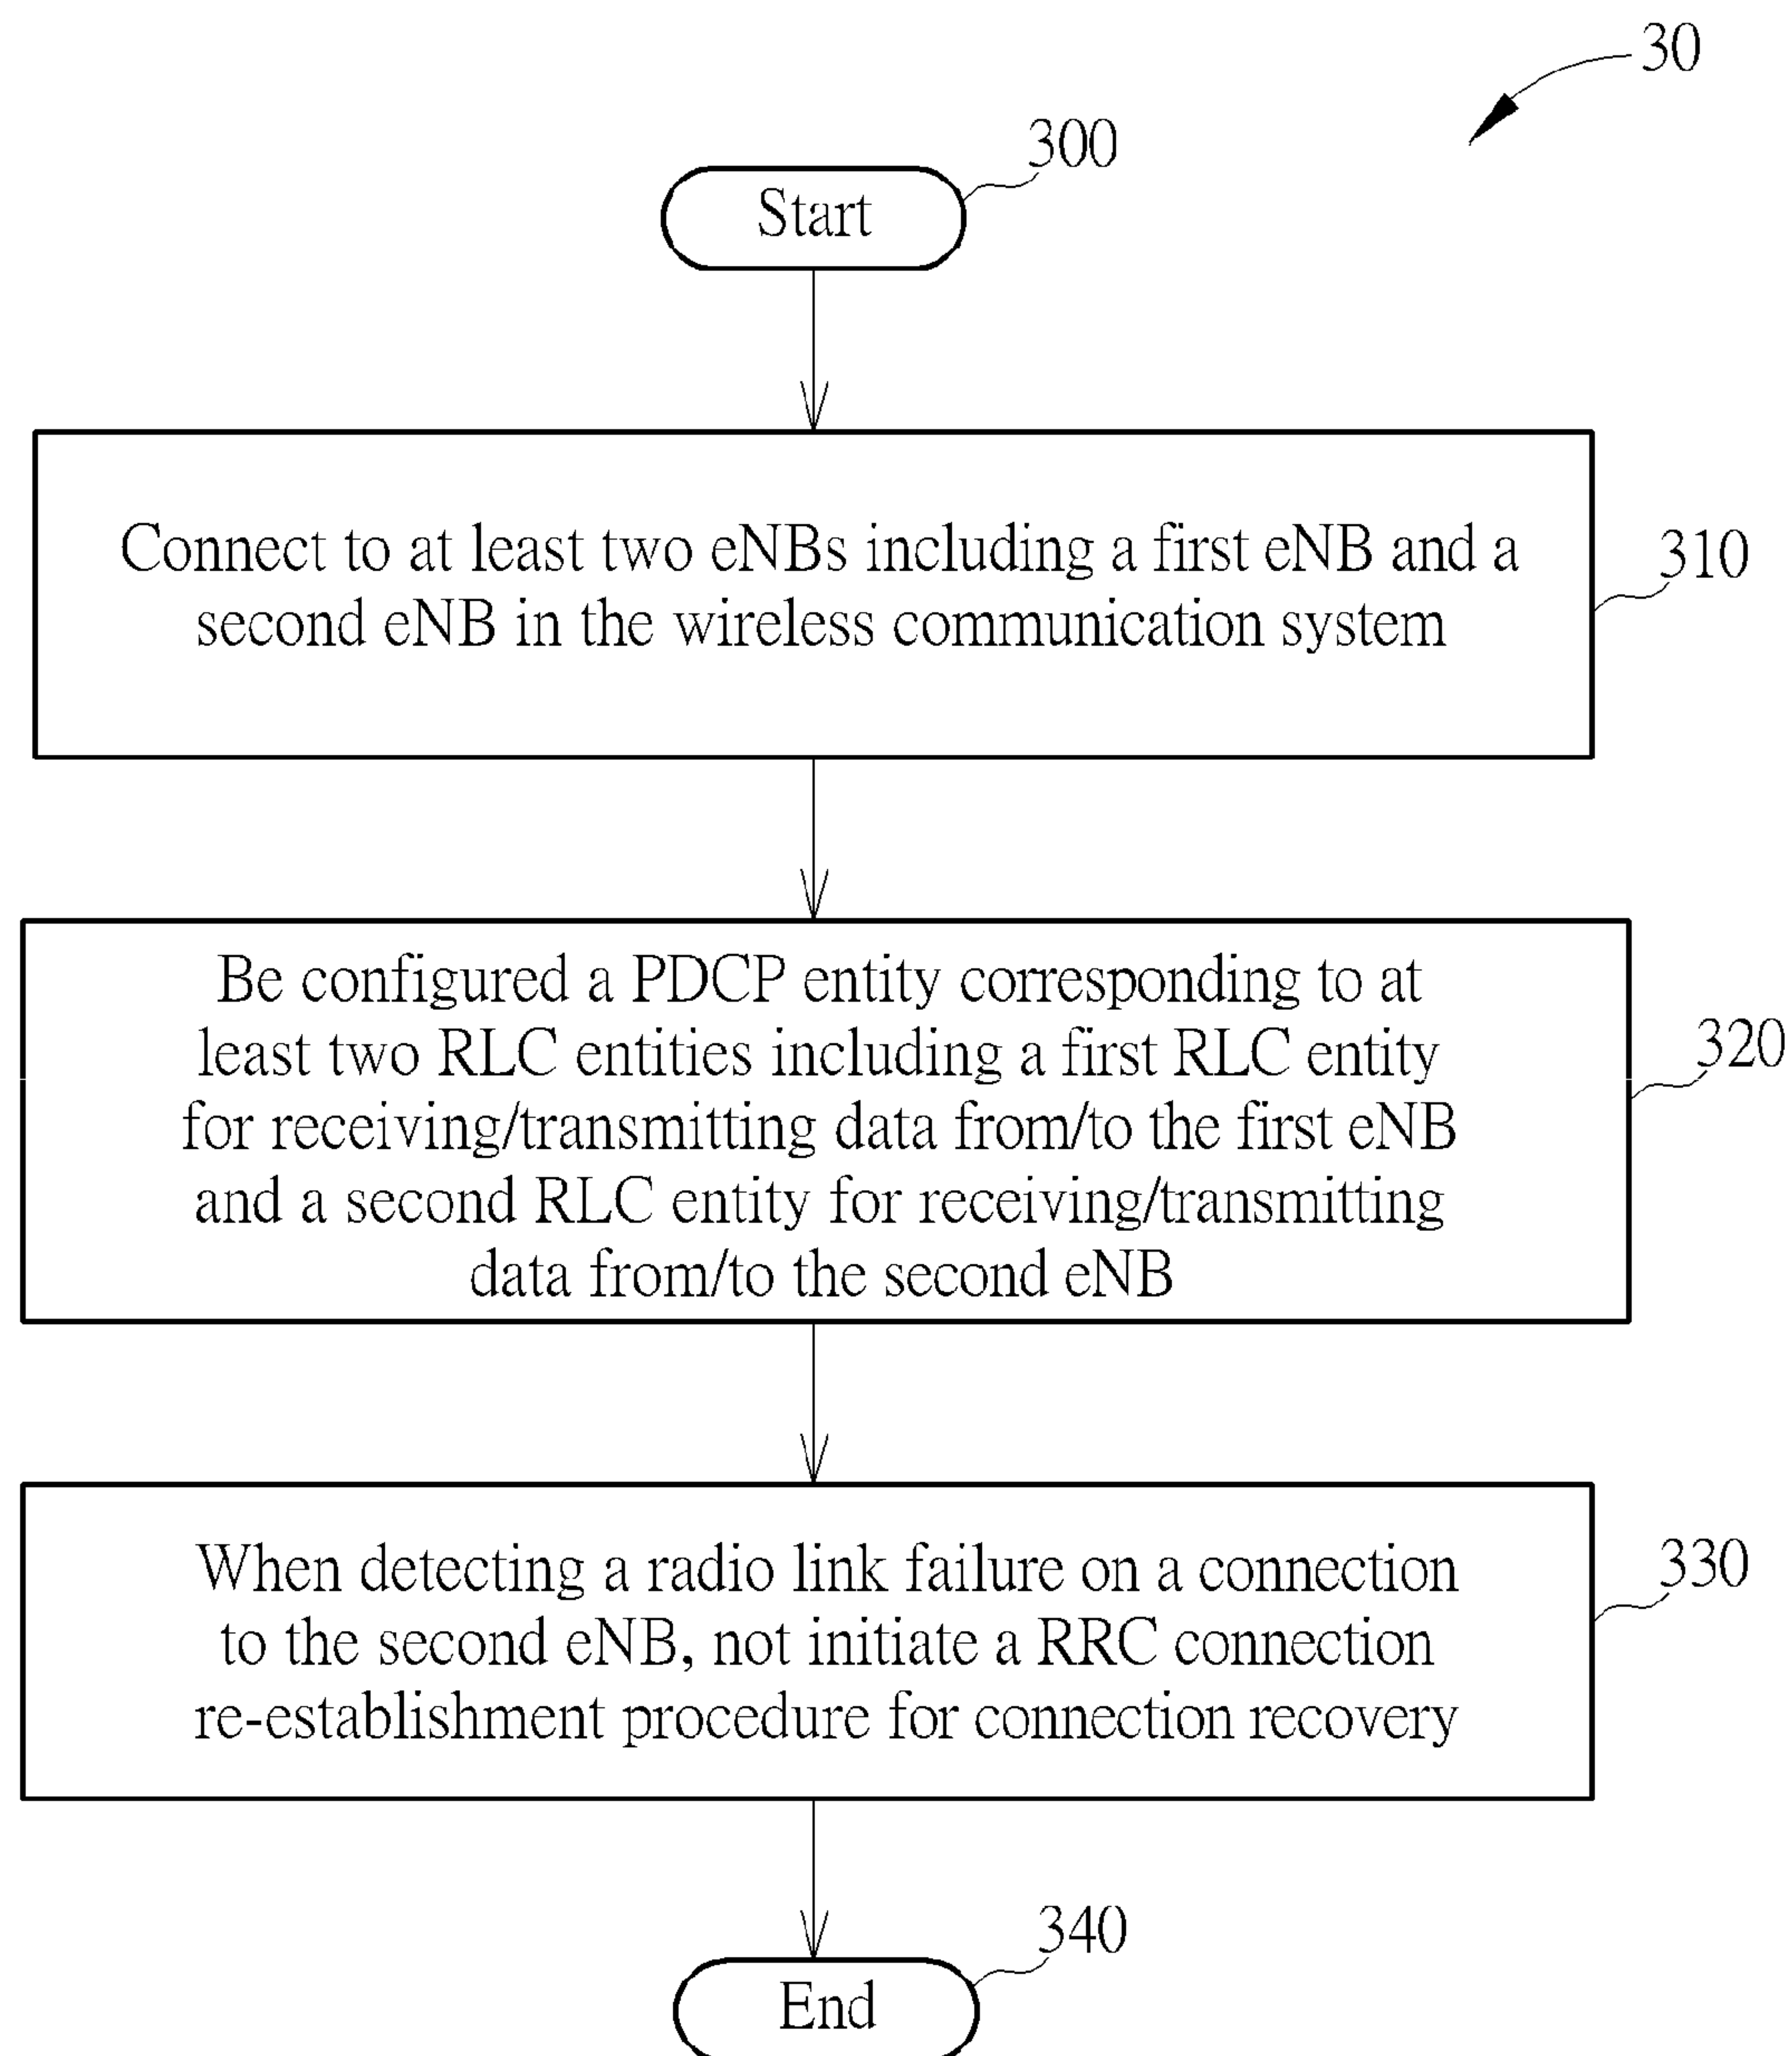 30
300
Start
Connect to at least two eNBs including a first eNB and a
second eNB in the wireless communication system
310
Be configured a PDCP entity corresponding to at
least two RLC entities including a first RLC entity
for receiving/transmitting data from/to the first eNB
and a second RLC entity for receiving/transmitting
data from/to the second eNB
320
When detecting a radio link failure on a connection
to the second eNB, not initiate a RRC connection
re-establishment procedure for connection recovery
330
340
End